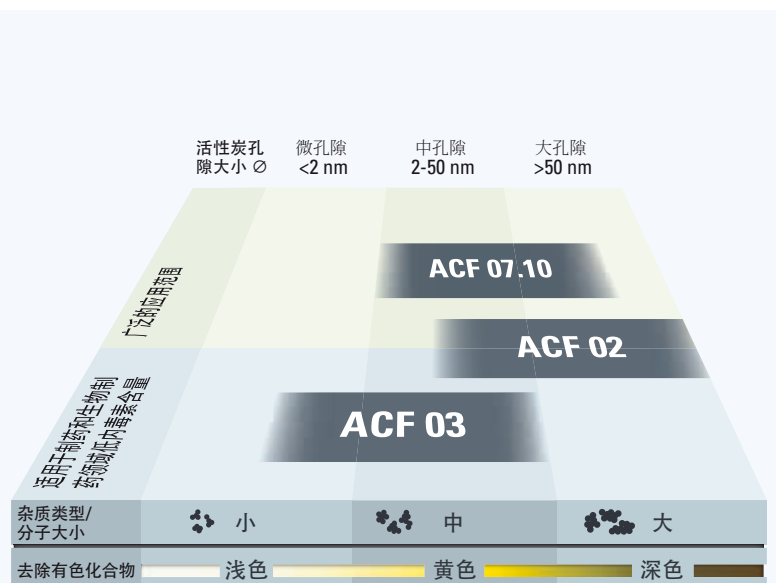 活性炭孔
隙大小 ∅
微孔隙
<2 nm
中孔隙
2-50 nm
大孔隙
>50 nm
广泛的应用范围
ACF 07.10
ACF 02
适用于制药和生物制
药领域低内毒素含量
ACF 03
杂质类型/
分子大小
小
中
大
去除有色化合物
浅色
黄色
深色